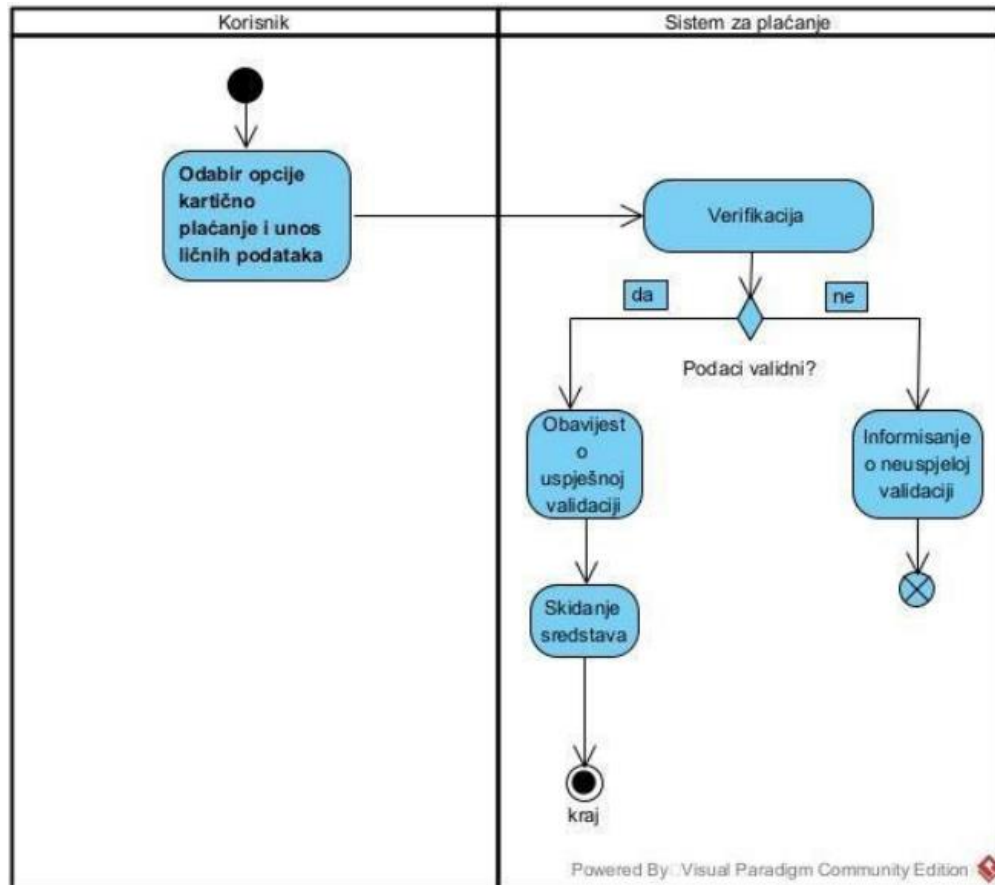 Korisnik
Sistem za plaćanje
Odabir opcije
kartično
plaćanje i unos
ličnih podataka
Verifikacija
da
ne
Podaci validni?
Obavijest
o
uspješnoj
validaciji
Informisanje
o neuspjeloj
validaciji
Skidanje
sredstava
kraj
Powered By Visual Paradigm Community Edition